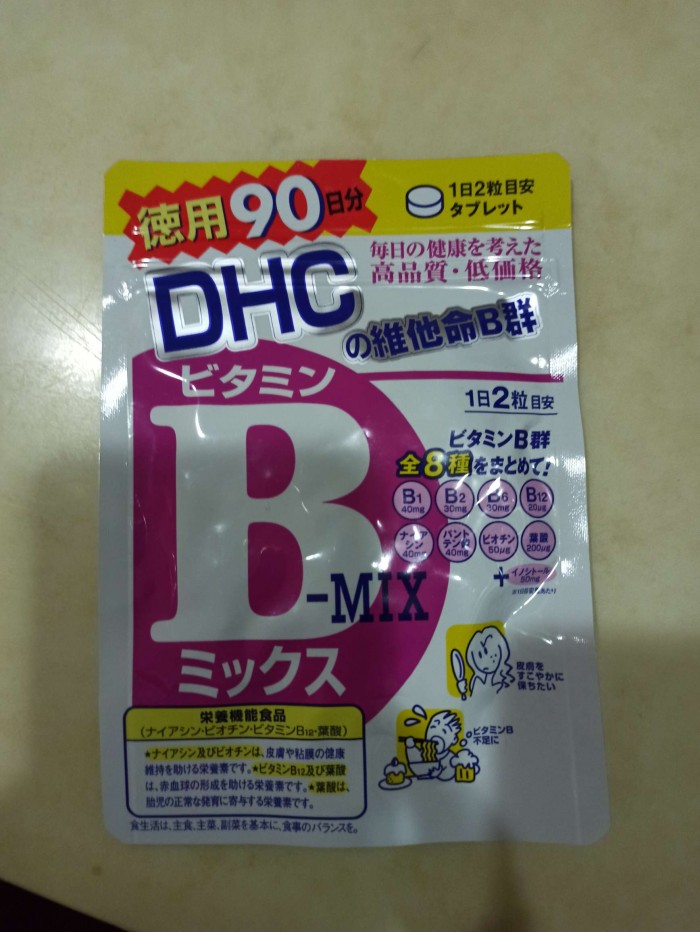 徳用90日分
1日2粒目安
タブレット
毎日の健康を考えた
高品質・低価格
DHC
の維他命B群
ビタミン
B
-MIX
ミックス
1日2粒目安
ビタミンB群
全8種をまとめて!
B1 40mg B2 30mg B6 30mg B12 20μg
ナイアシン 40mg パントテン酸 40mg ビオチン 50μg 葉酸 200μg
+イノシトール 50mg
皮膚を
すこやかに
保ちたい
ビタミンB
不足に
栄養機能食品
(ナイアシン・ビオチン・ビタミンB12・葉酸)
★ナイアシン及びビオチンは、皮膚や粘膜の健康
維持を助ける栄養素です。★ビタミンB12及び葉酸
は、赤血球の形成を助ける栄養素です。★葉酸は、
胎児の正常な発育に寄与する栄養素です。
食生活は、主食、主菜、副菜を基本に、食事のバランスを。